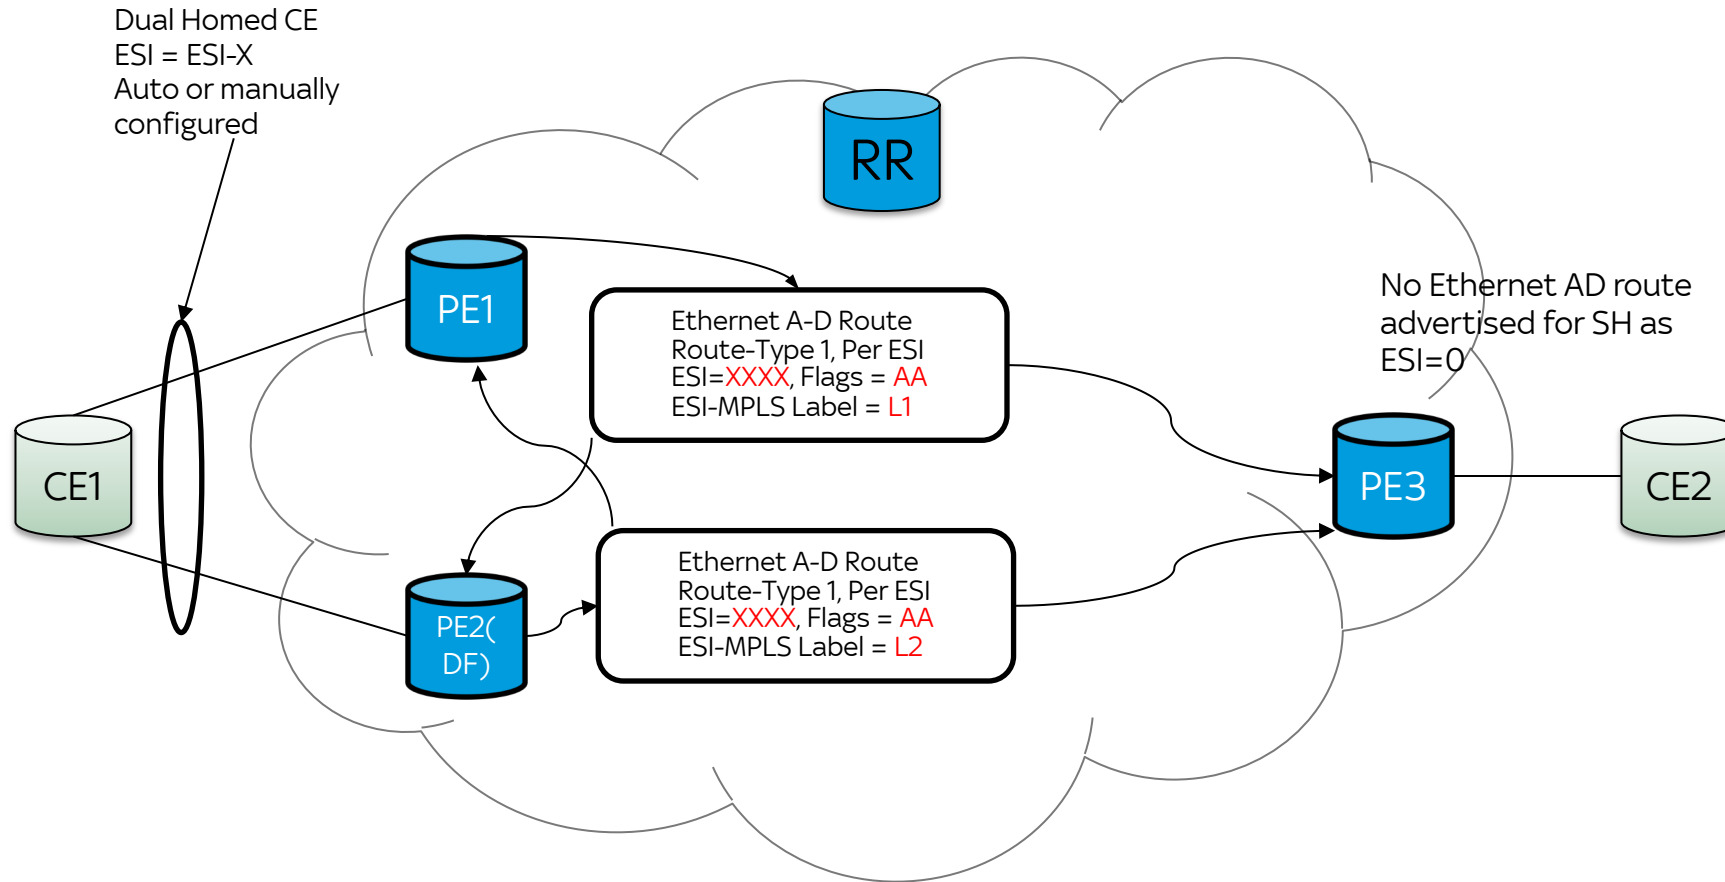 Dual Homed CE
ESI = ESI-X
Auto or manually
configured
RR
PE1
Ethernet A-D Route
Route-Type 1, Per ESI
ESI=XXXX, Flags = AA
ESI-MPLS Label = L1
No Ethernet AD route
advertised for SH as
ESI=0
CE1
PE3
CE2
PE2(
DF)
Ethernet A-D Route
Route-Type 1, Per ESI
ESI=XXXX, Flags = AA
ESI-MPLS Label = L2